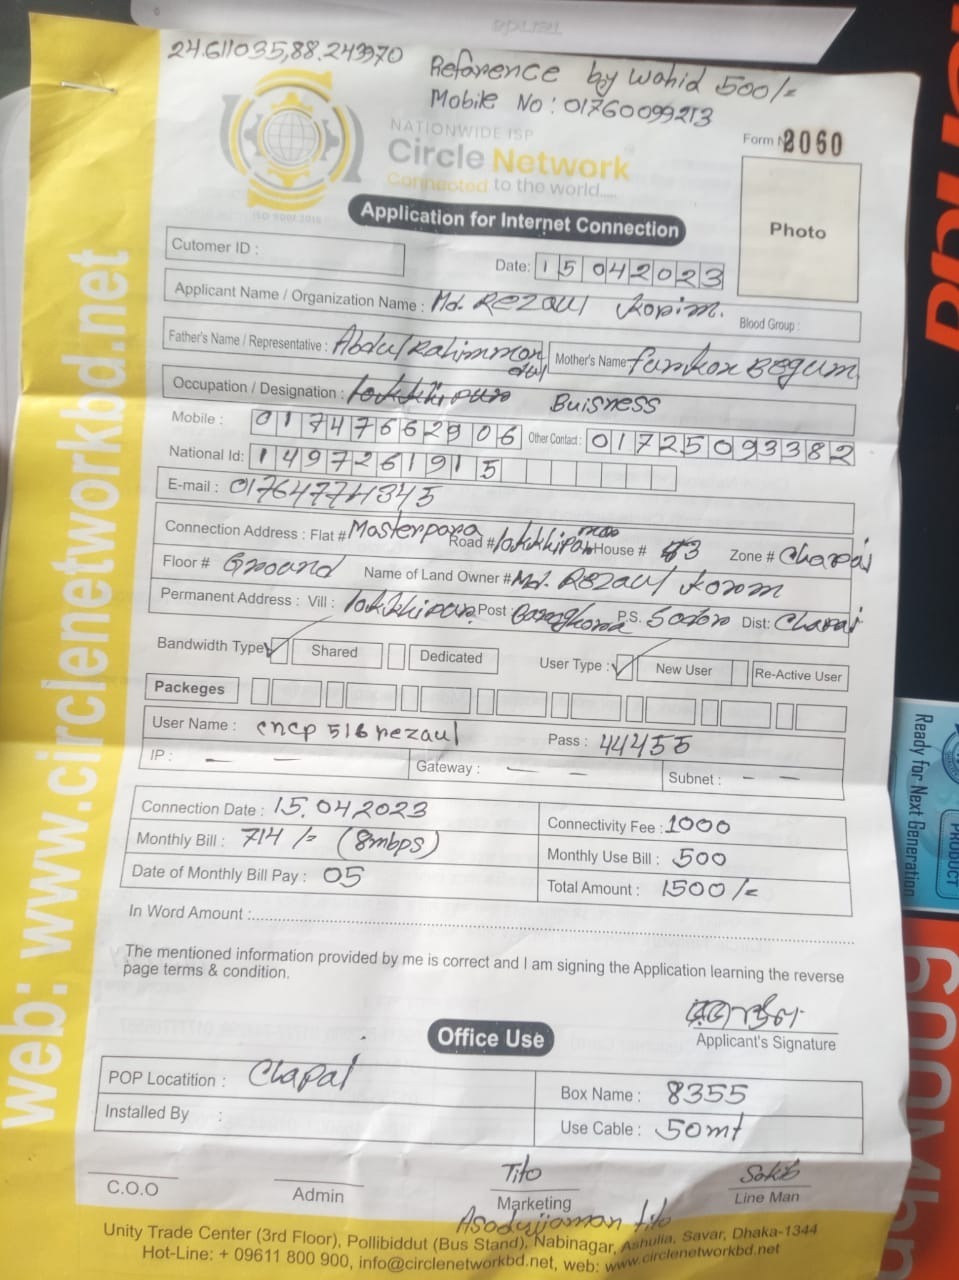 24.611035,88.243970
Reference by Wahid 500/=
Mobile No : 01760099213
NATIONWIDE ISP
Circle Network
Connected to the world.....
ISO 9001:2015
Form No 2060
Application for Internet Connection
Photo
Cutomer ID :
Date: 15042023
Applicant Name / Organization Name : Md. Rezaul Korim.
Blood Group :
Father's Name / Representative : Abdul Rahimmon
Mother's Name Begum
Occupation / Designation : Buisness
Mobile : 01747662906 Other Contact : 01725093382
National Id: 1497261915
E-mail : 01764774345
Connection Address : Flat # Masterpara Road # House # 3 Zone # Chapai
Floor # Ground Name of Land Owner # Md. Rezaul Korim
Permanent Address : Vill : Post : P.S. Sodor Dist: Chapai
Bandwidth Type Shared Dedicated User Type : New User Re-Active User
Packeges
User Name : cncp 516 rezaul Pass : 44455
IP : — — Gateway : — — Subnet : — —
Connection Date : 15.04.2023 Connectivity Fee : 1000
Monthly Bill : 714/= (8mbps) Monthly Use Bill : 500
Date of Monthly Bill Pay : 05 Total Amount : 1500/=
In Word Amount :
The mentioned information provided by me is correct and I am signing the Application learning the reverse
page terms & condition.
Applicant's Signature
Office Use
POP Locatition : Chapai Box Name : 8355
Installed By : Use Cable : 50mt
Tito Sakib
C.O.O Admin Marketing Line Man
Asodujjaman tito
Unity Trade Center (3rd Floor), Pollibiddut (Bus Stand), Nabinagar, Ashulia, Savar, Dhaka-1344
Hot-Line: + 09611 800 900, info@circlenetworkbd.net, web: www.circlenetworkbd.net
web: www.circlenetworkbd.net
Ready for Next Generation
PRODUCT